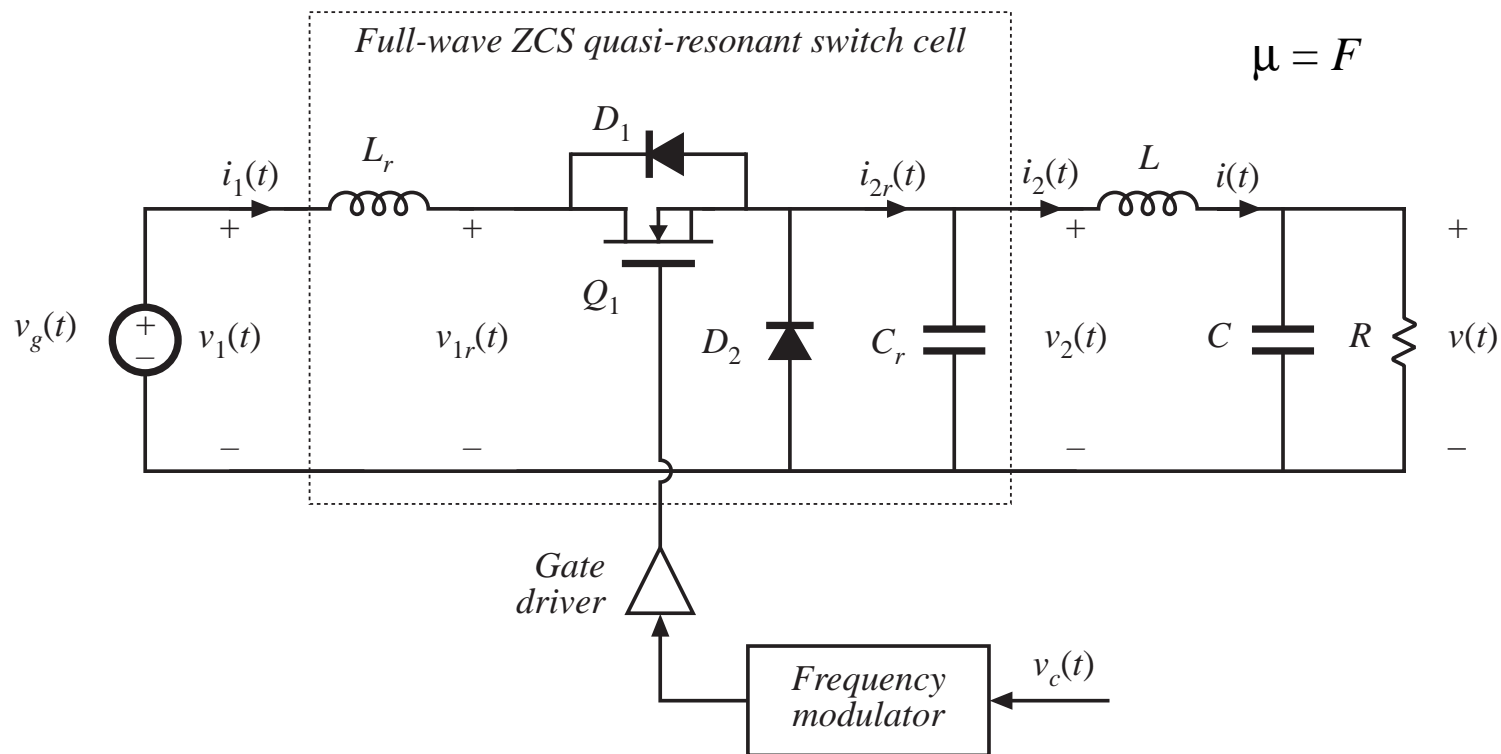 Full-wave ZCS quasi-resonant switch cell
μ = F
D₁
Lᵣ
i₁(t)
i₂ᵣ(t)
i₂(t)
L
i(t)
+
+
+
+
Q₁
vg(t)
+
–
v₁(t)
v₁ᵣ(t)
D₂
Cᵣ
v₂(t)
C
R
v(t)
–
–
–
–
Gate
driver
Frequency
modulator
vc(t)